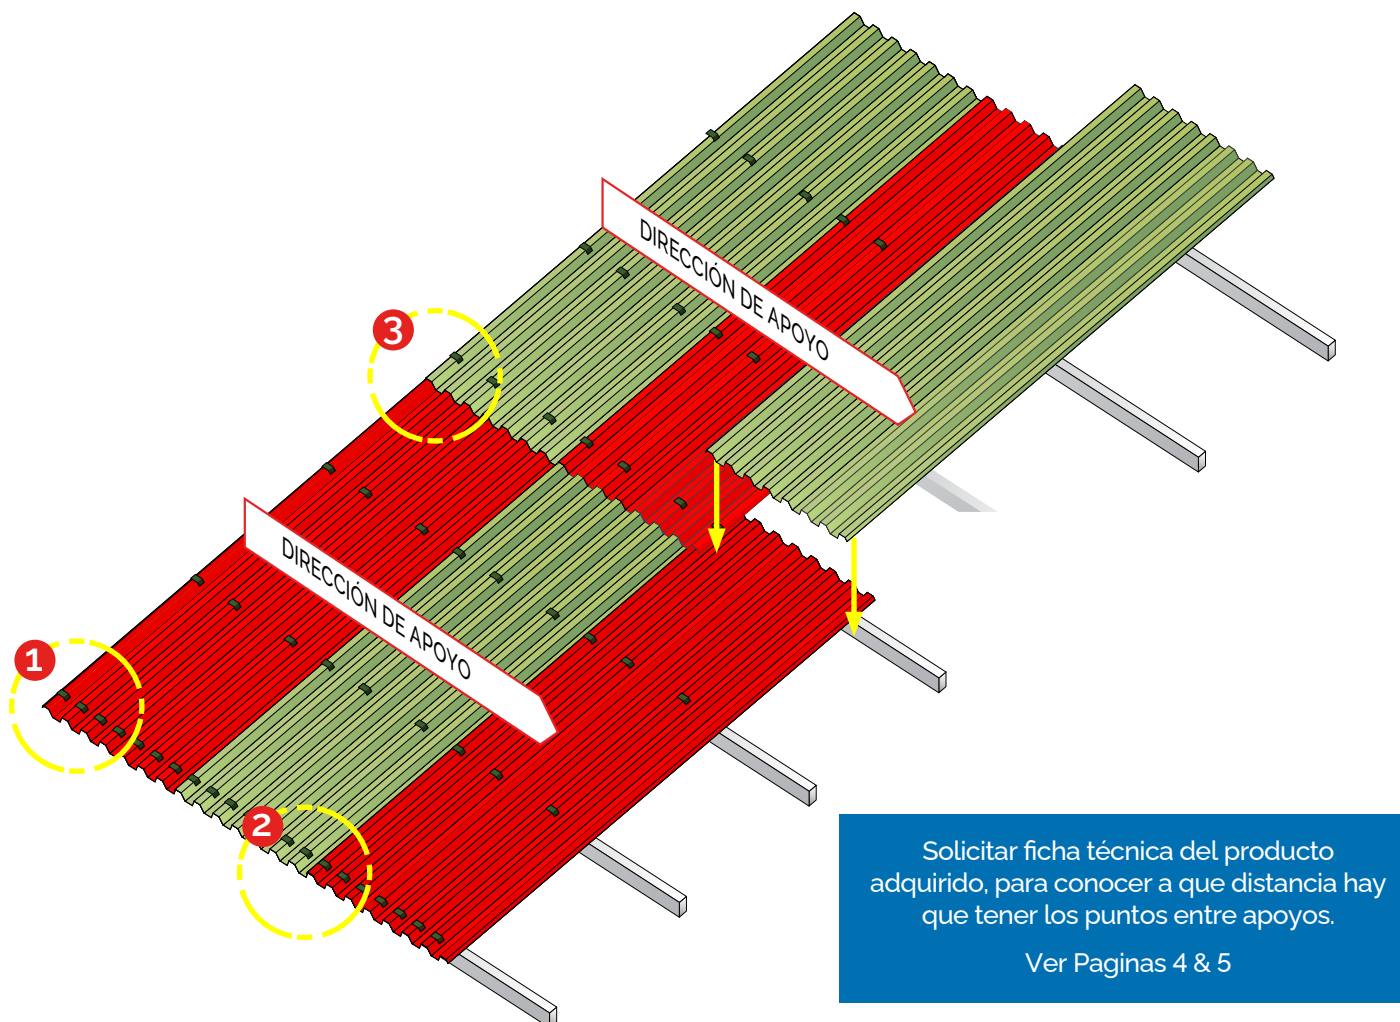 DIRECCIÓN DE APOYO
3
DIRECCIÓN DE APOYO
1
2
Solicitar ficha técnica del producto
adquirido, para conocer a que distancia hay
que tener los puntos entre apoyos.
Ver Paginas 4 & 5